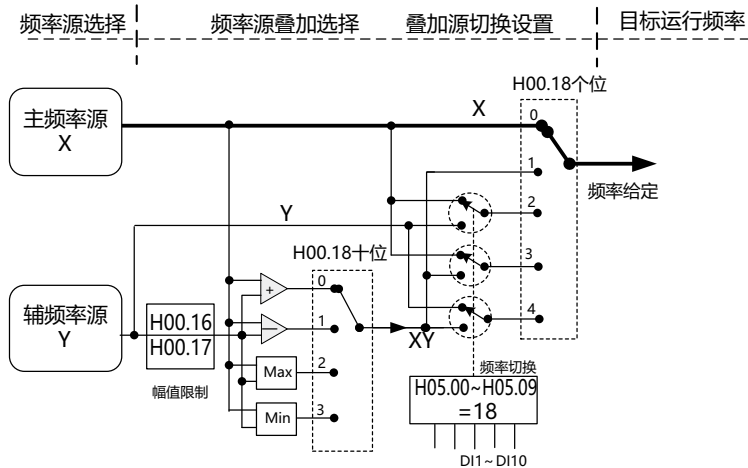 频率源选择
频率源叠加选择
叠加源切换设置
目标运行频率
H00.18个位
主频率源
X
X
0
1
频率给定
2
Y
H00.18十位
3
辅频率源
Y
H00.16
H00.17
幅值限制
+
—
Max
Min
0
1
2
3
XY
4
频率切换
H05.00~H05.09
=18
DI1~DI10